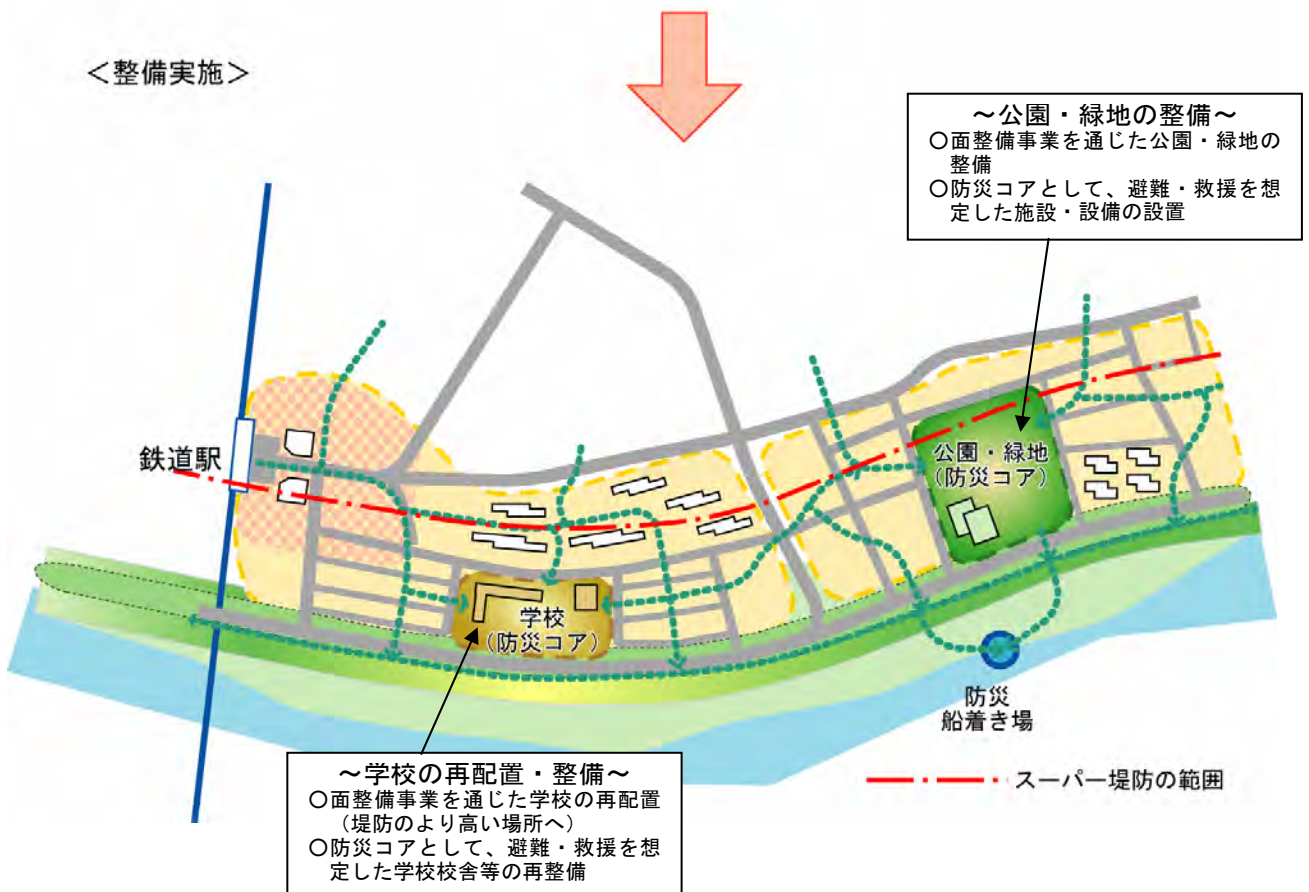 ＜整備実施＞
～公園・緑地の整備～
○面整備事業を通じた公園・緑地の
整備
○防災コアとして、避難・救援を想
定した施設・設備の設置
鉄道駅
公園・緑地
（防災コア）
学校
（防災コア）
防災
船着き場
スーパー堤防の範囲
～学校の再配置・整備～
○面整備事業を通じた学校の再配置
（堤防のより高い場所へ）
○防災コアとして、避難・救援を想
定した学校校舎等の再整備